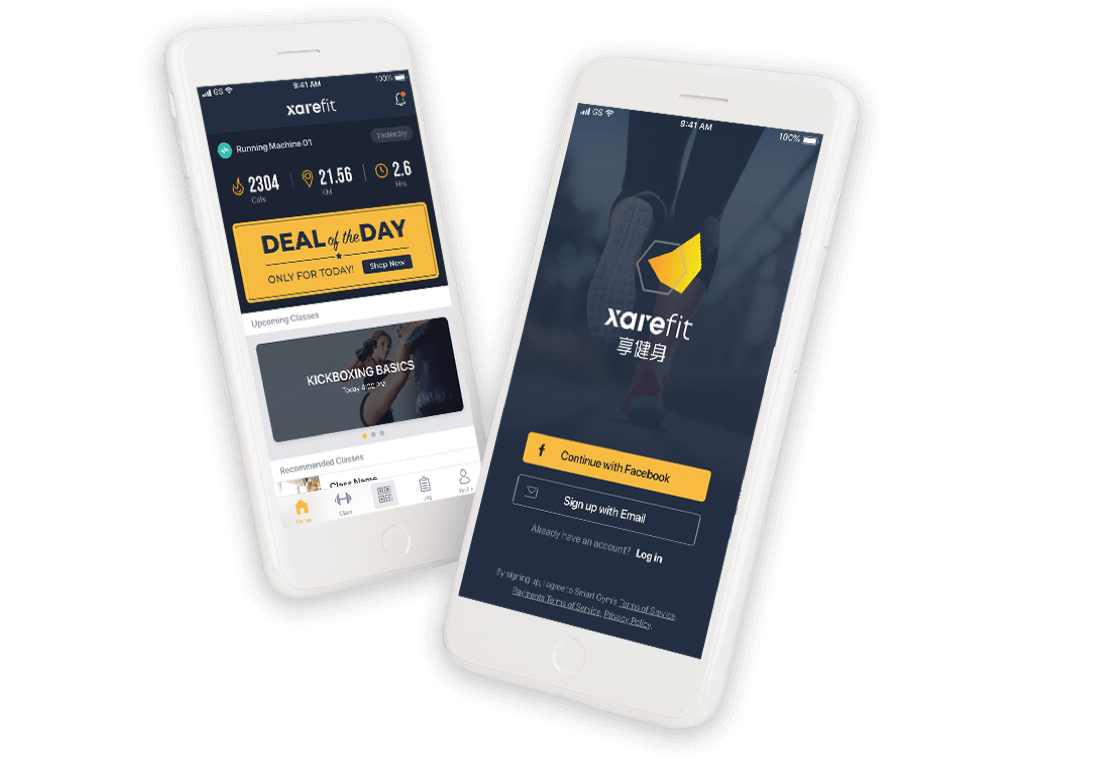 GS
9:41 AM
100%
xarefit
Running Machine 01
Yesterday
2304
21.56
2.6
Cals
KM
Hrs
DEAL of the DAY
ONLY FOR TODAY!
Shop Now
Upcoming Classes
KICKBOXING BASICS
Today 4:00 PM
Recommended Classes
Class Name
Home
Class
Log
Profile
GS
9:41 AM
100%
xarefit
享健身
f
Continue with Facebook
Sign up with Email
Already have an account? Log in
By signing up, I agree to Smart Gym's Terms of Srevice,
Payments Terms of Service, Privacy Policy.